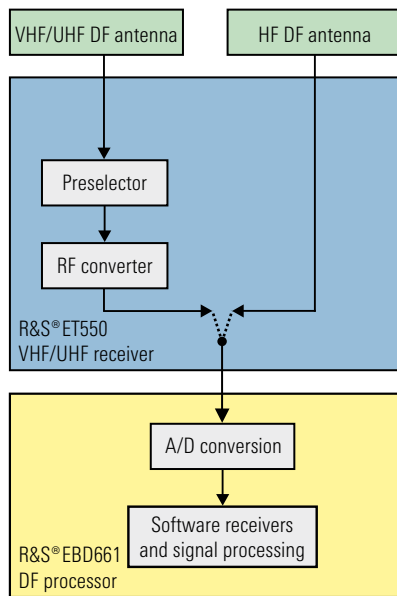 VHF/UHF DF antenna
HF DF antenna
Preselector
RF converter
R&S®ET550
VHF/UHF receiver
A/D conversion
Software receivers
and signal processing
R&S®EBD661
DF processor